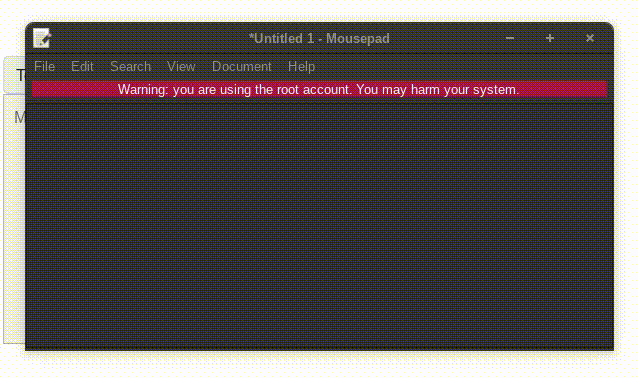 *Untitled 1 - Mousepad
File Edit Search View Document Help
Warning: you are using the root account. You may harm your system.